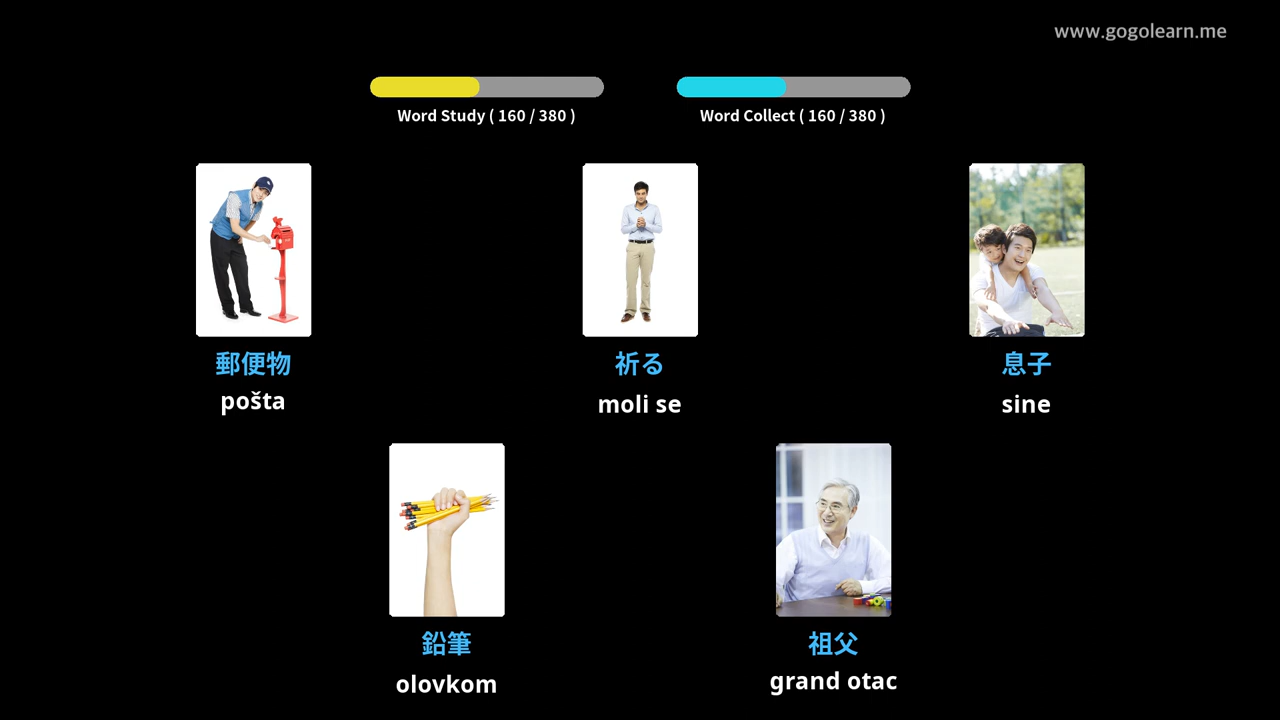 www.gogolearn.me
Word Study ( 160 / 380 )
Word Collect ( 160 / 380 )
郵便物
pošta
祈る
moli se
息子
sine
鉛筆
olovkom
祖父
grand otac